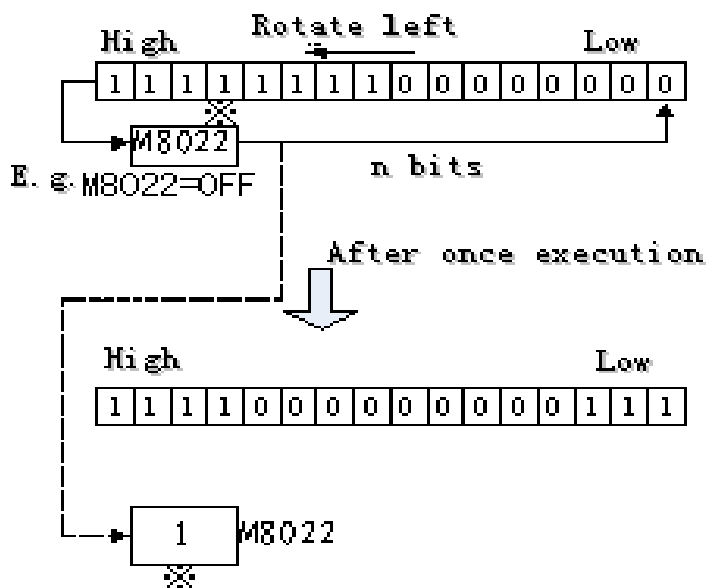 Rotate left
High Low
1 1 1 1 1 1 1 1 0 0 0 0 0 0 0 0
※
M8022
n bits
E. g. M8022=OFF
After once execution
High Low
1 1 1 1 0 0 0 0 0 0 0 0 0 1 1 1
1 M8022
※